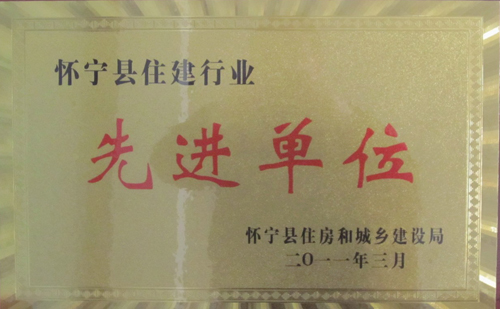 怀宁县住建行业
先进单位
怀宁县住房和城乡建设局
二〇一一年三月